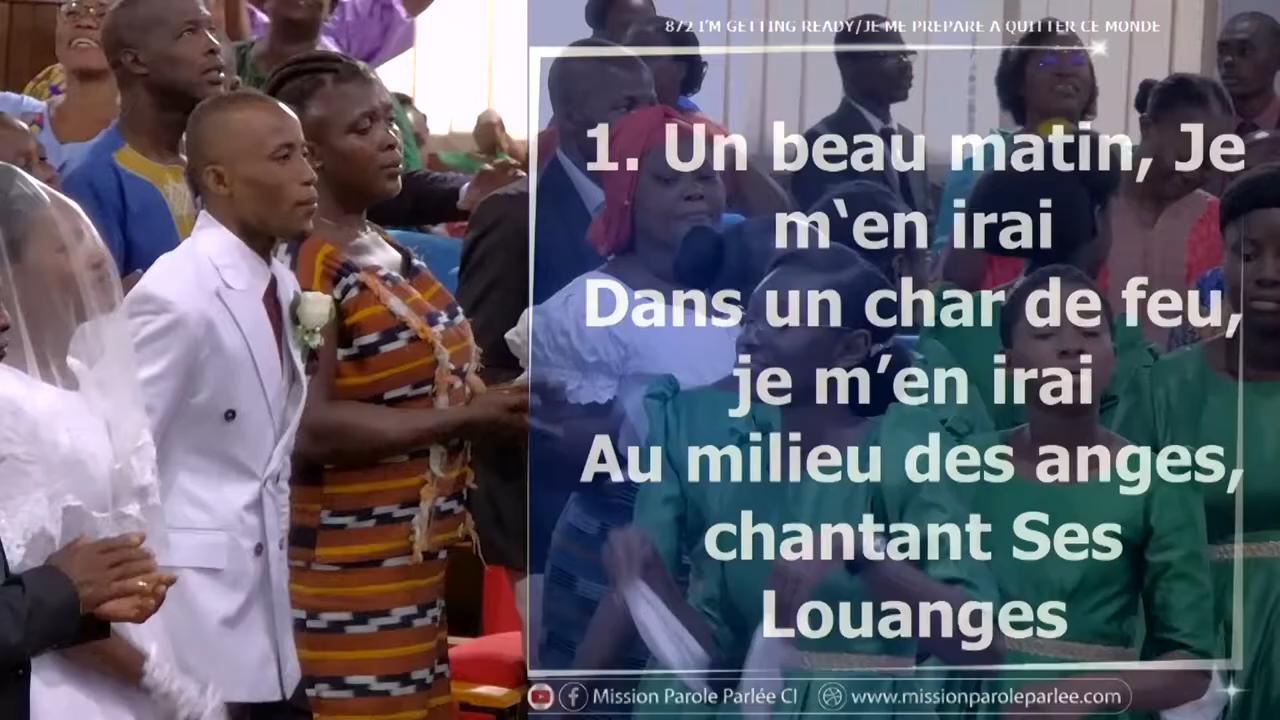 872 I'M GETTING READY/JE ME PREPARE A QUITTER CE MONDE
1. Un beau matin, Je
m‘en irai
Dans un char de feu,
je m’en irai
Au milieu des anges,
chantant Ses
Louanges
Mission Parole Parlée CI www.missionparoleparlee.com